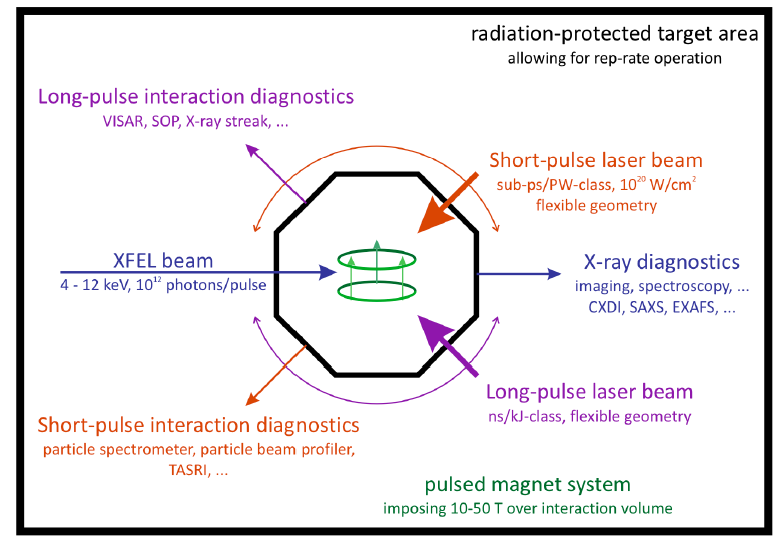 radiation-protected target area
allowing for rep-rate operation
Long-pulse interaction diagnostics
VISAR, SOP, X-ray streak, ...
Short-pulse laser beam
sub-ps/PW-class, 10²⁰ W/cm²
flexible geometry
XFEL beam
4 - 12 keV, 10¹² photons/pulse
X-ray diagnostics
imaging, spectroscopy, ...
CXDI, SAXS, EXAFS, ...
Long-pulse laser beam
ns/kJ-class, flexible geometry
Short-pulse interaction diagnostics
particle spectrometer, particle beam profiler,
TASRI, ...
pulsed magnet system
imposing 10-50 T over interaction volume